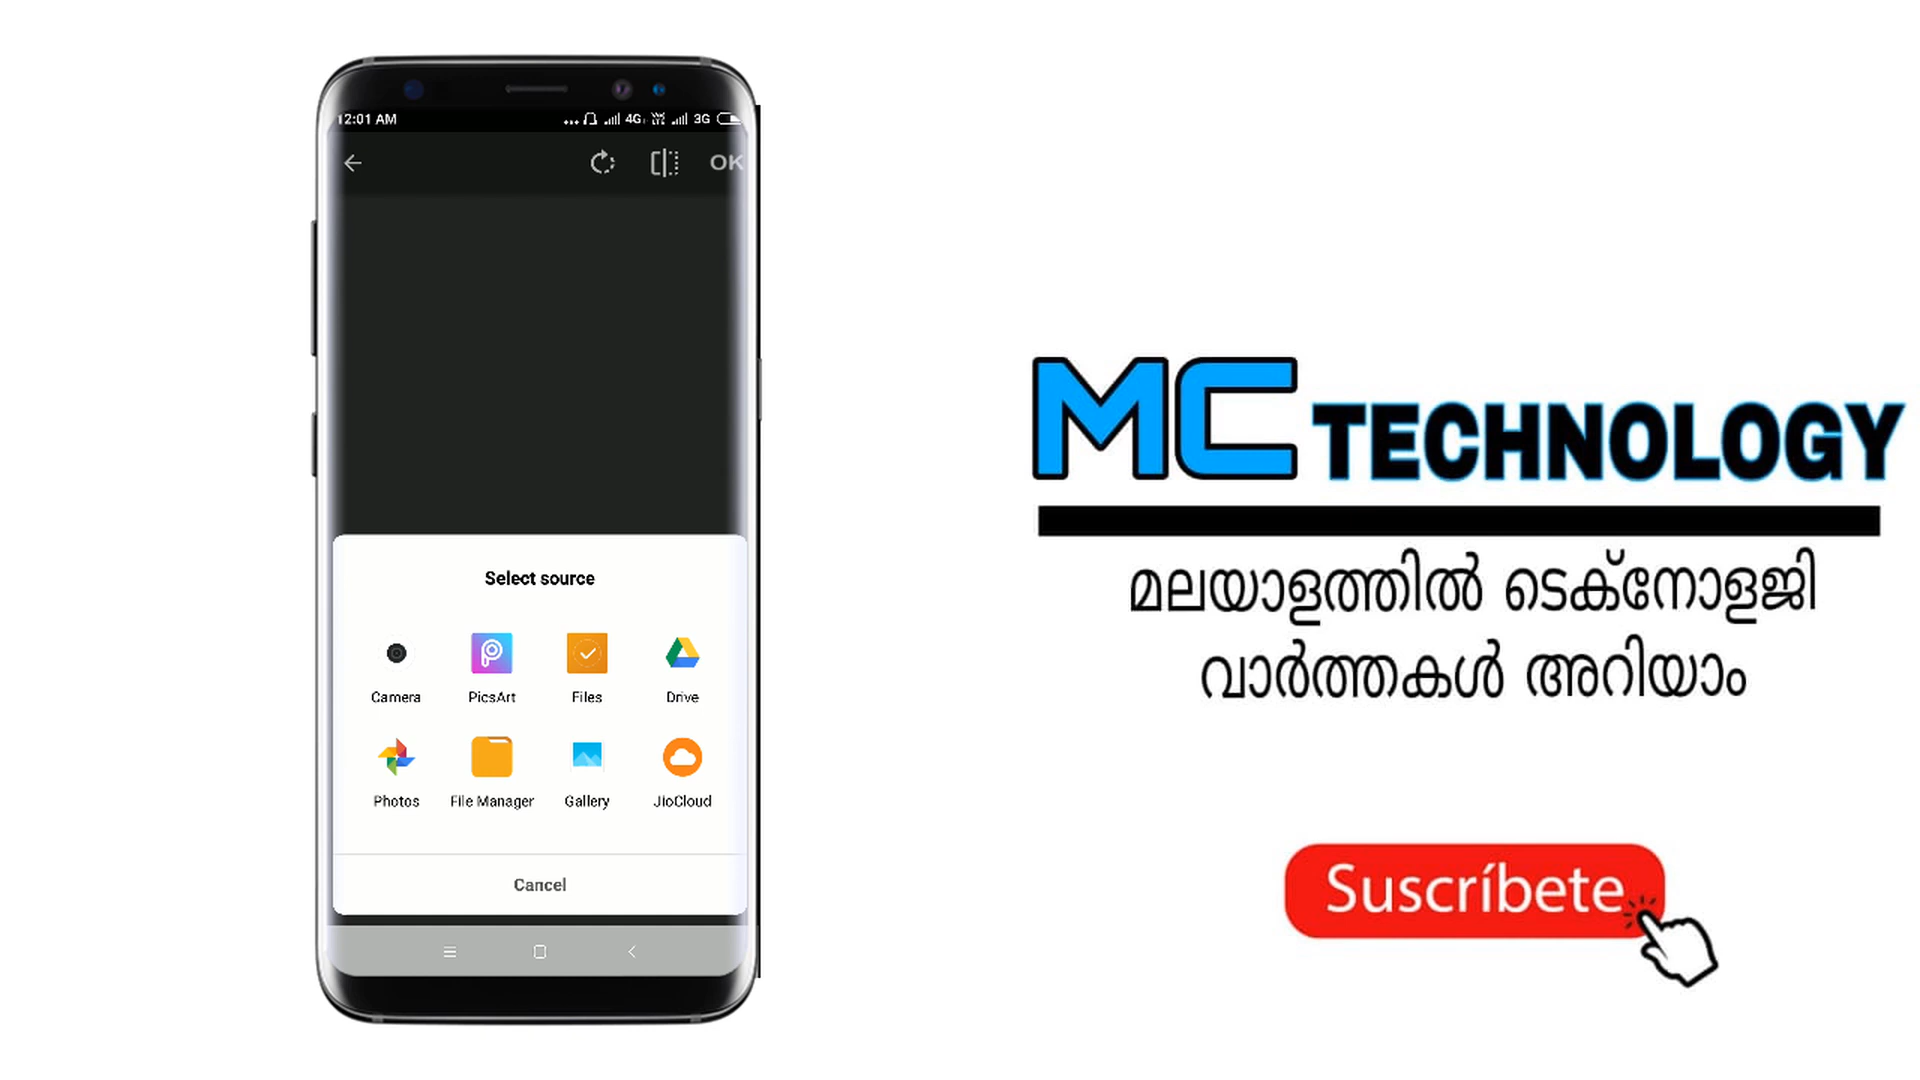 12:01 AM
4G
3G
OK
Select source
Camera
PicsArt
Files
Drive
Photos
File Manager
Gallery
JioCloud
Cancel
MC TECHNOLOGY
മലയാളത്തിൽ ടെക്നോളജി
വാർത്തകൾ അറിയാം
Suscríbete